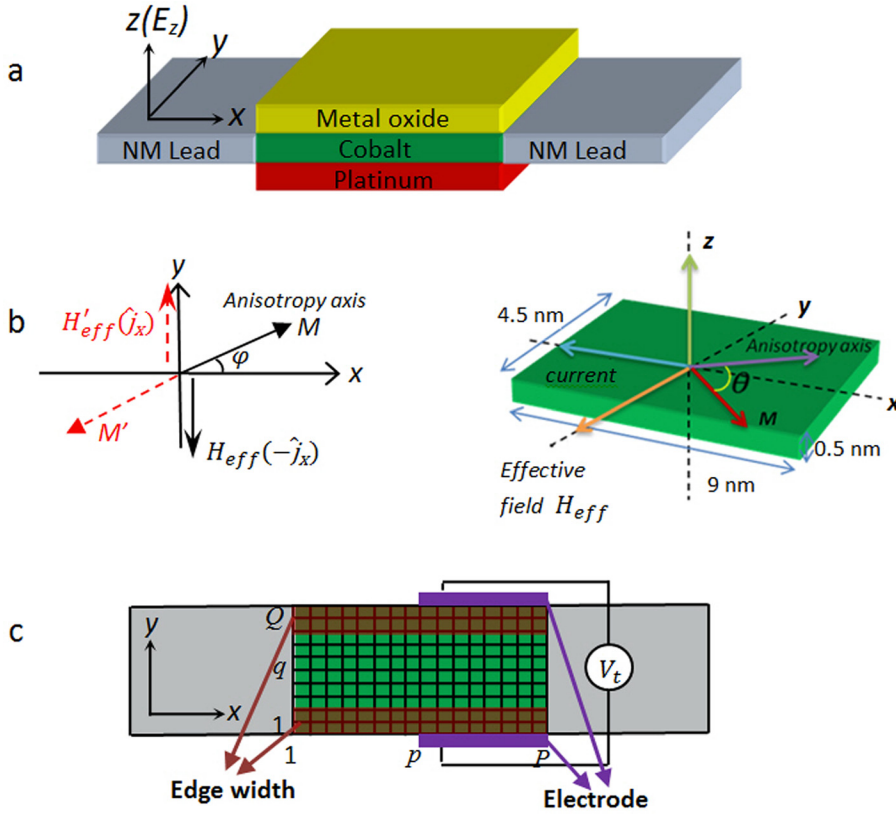 a
z(E_z)
y
x
Metal oxide
NM Lead
Cobalt
NM Lead
Platinum
b
y
H'_eff(ĵ_x)
Anisotropy axis
M
φ
x
M'
H_eff(-ĵ_x)
z
y
4.5 nm
Anisotropy axis
current
θ
x
M
0.5 nm
Effective
field H_eff
9 nm
c
Q
y
q
V_t
x
1
1
p
P
Edge width
Electrode